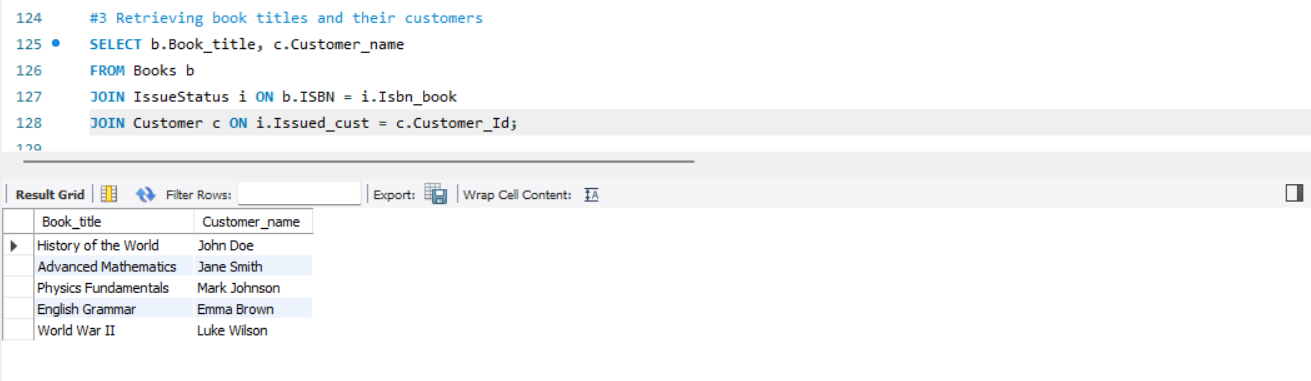 124 #3 Retrieving book titles and their customers
125 SELECT b.Book_title, c.Customer_name
126 FROM Books b
127 JOIN IssueStatus i ON b.ISBN = i.Isbn_book
128 JOIN Customer c ON i.Issued_cust = c.Customer_Id;
129
Result Grid Filter Rows: Export: Wrap Cell Content:
Book_title Customer_name
History of the World John Doe
Advanced Mathematics Jane Smith
Physics Fundamentals Mark Johnson
English Grammar Emma Brown
World War II Luke Wilson